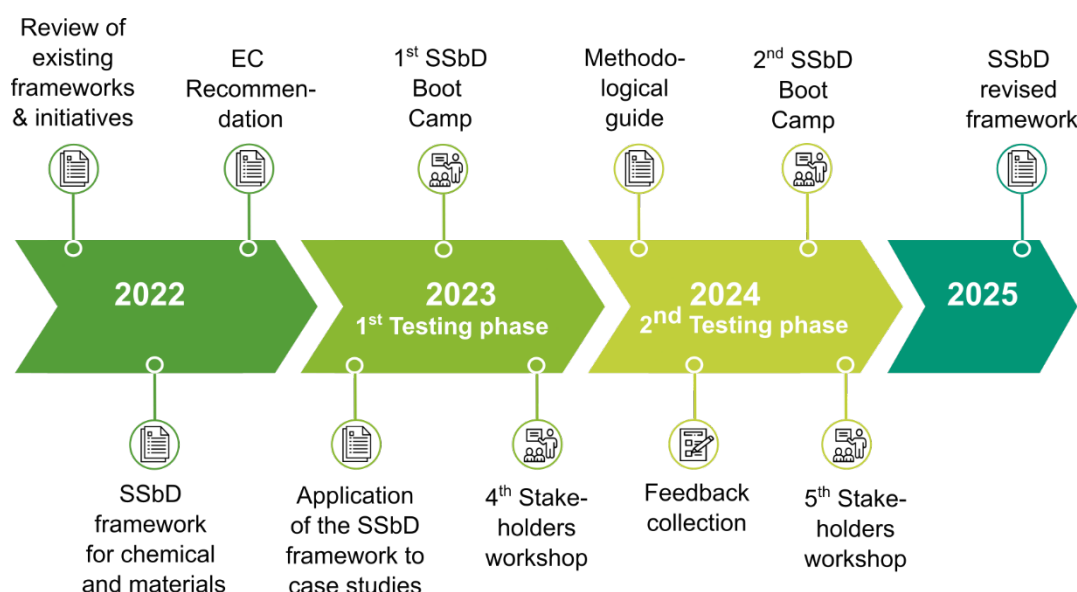 Review of
existing
frameworks
& initiatives
EC
Recommen-
dation
1st SSbD
Boot
Camp
Methodo-
logical
guide
2nd SSbD
Boot
Camp
SSbD
revised
framework
2022
2023
1st Testing phase
2024
2nd Testing phase
2025
SSbD
framework
for chemical
and materials
Application
of the SSbD
framework to
case studies
4th Stake-
holders
workshop
Feedback
collection
5th Stake-
holders
workshop